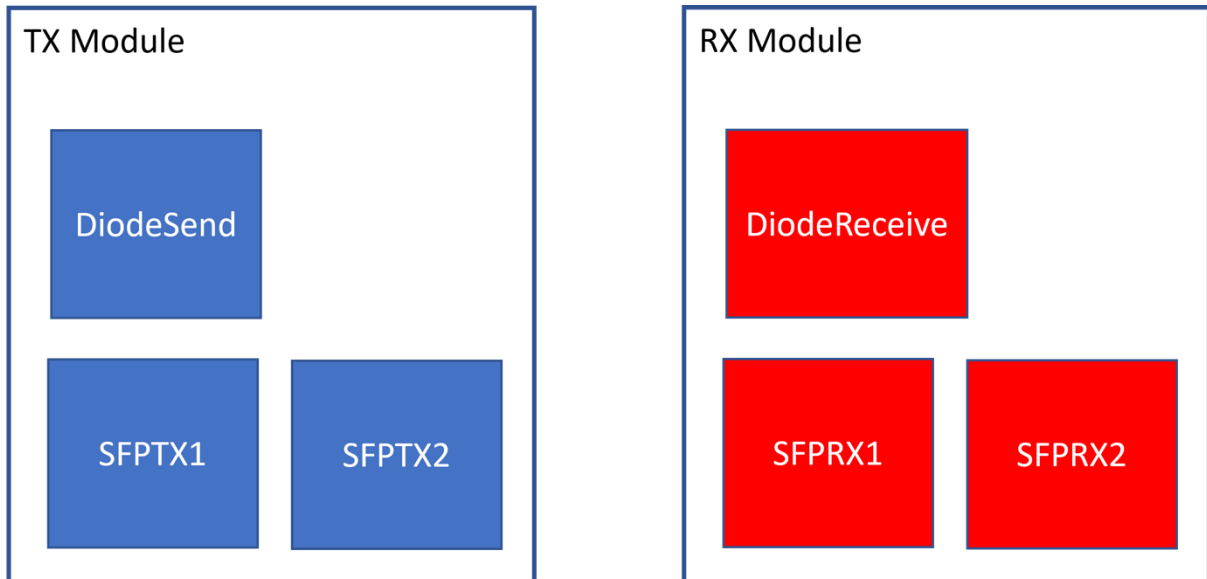 TX Module
DiodeSend
SFPTX1
SFPTX2
RX Module
DiodeReceive
SFPRX1
SFPRX2